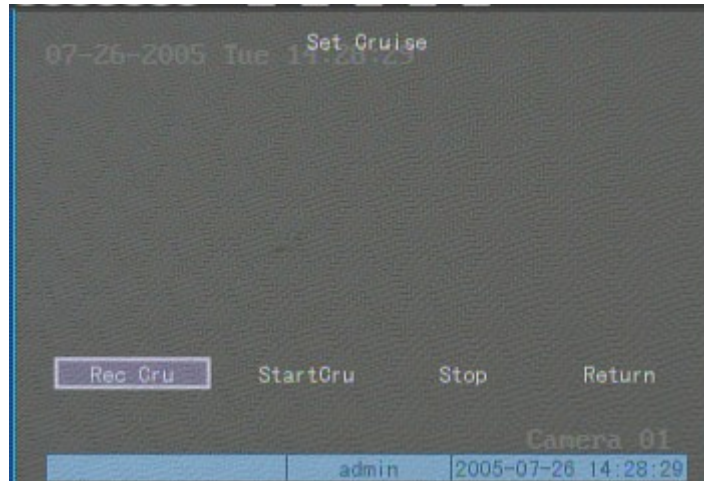 Set Cruise
07-26-2005 Tue 14:28:29
Rec Cru StartCru Stop Return
Camera 01
admin 2005-07-26 14:28:29